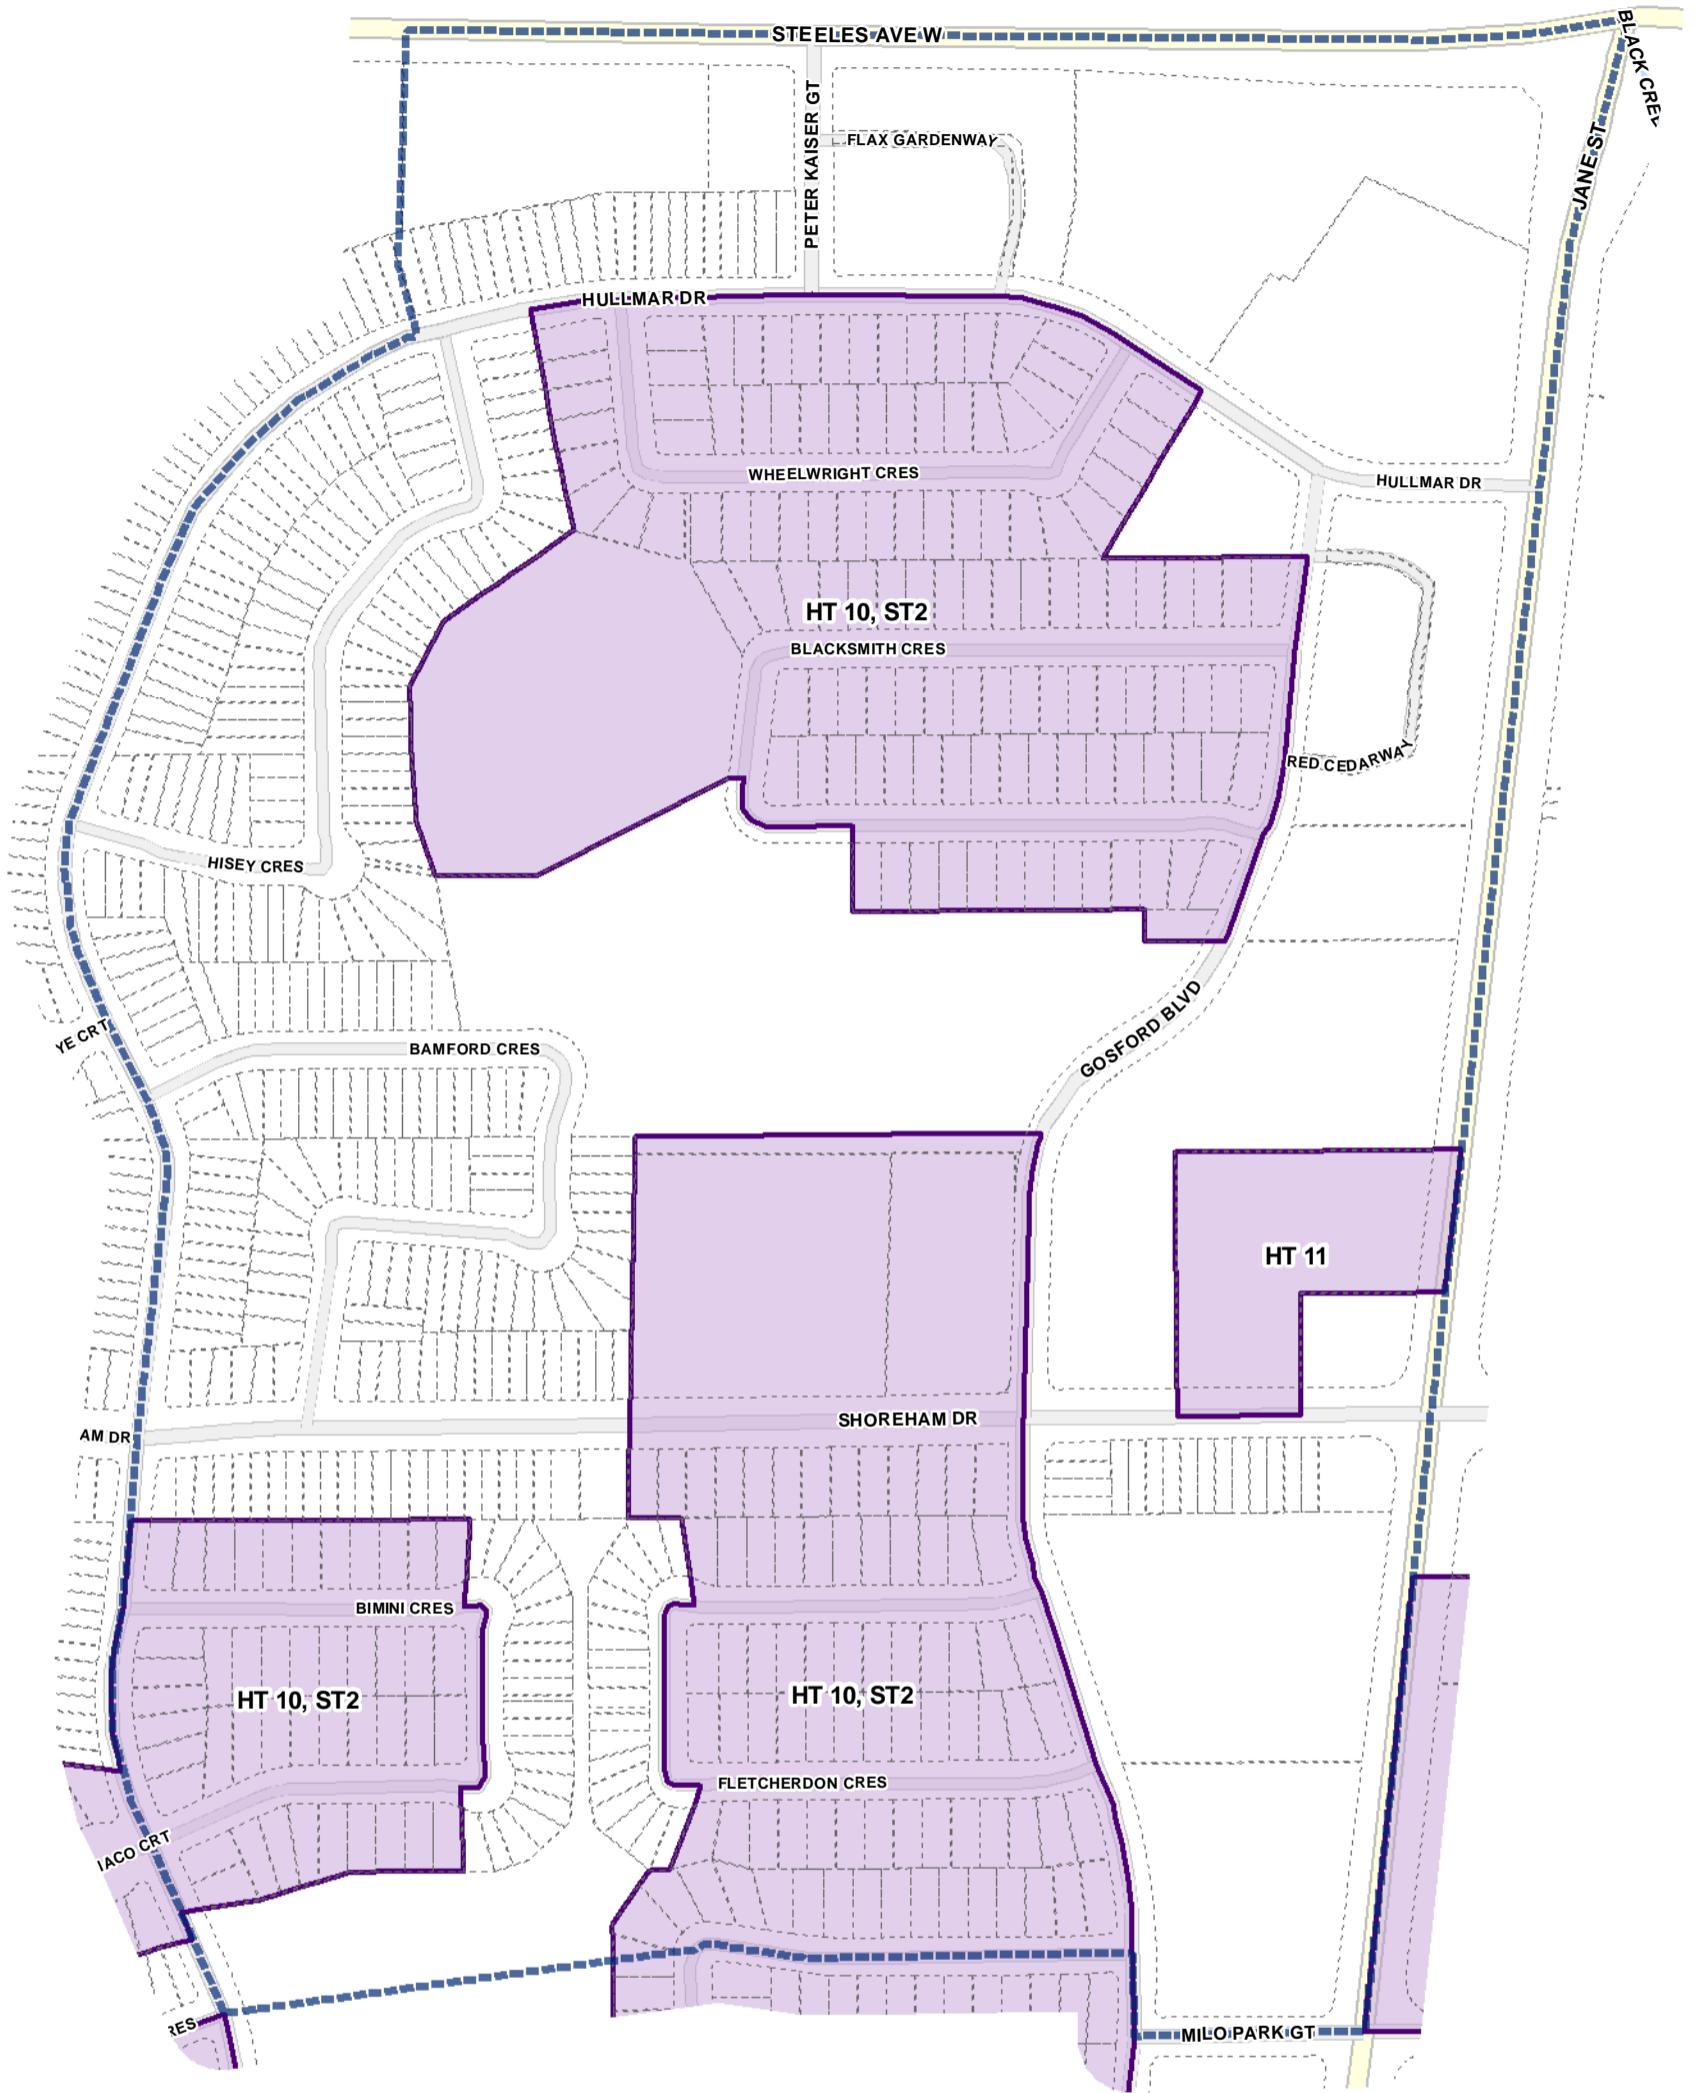 STEELES AVE W
BLACK CREE
PETER KAISER GT
FLAX GARDENWAY
JANE ST
HULLMAR DR
WHEELWRIGHT CRES
HULLMAR DR
HT 10, ST2
BLACKSMITH CRES
RED CEDARWAY
HISEY CRES
GOSFORD BLVD
YE CRT
BAMFORD CRES
HT 11
SHOREHAM DR
AM DR
BIMINI CRES
HT 10, ST2
HT 10, ST2
FLETCHERDON CRES
IACO CRT
RES
MILO PARK GT